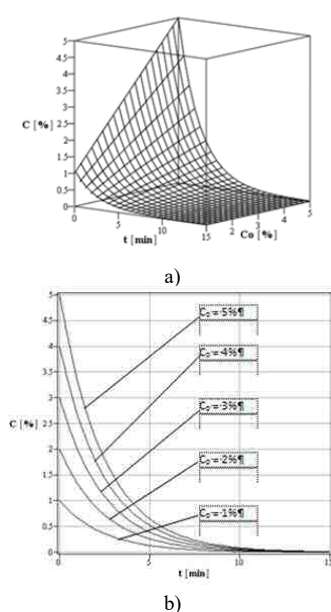 5
4.5
4
3.5
3
C [%] 2.5
2
1.5
1
0.5
0
0
5
10
15
t [min]
2
3
4
5
Co [%]
a)
5
4.5
4
3.5
3
C [%] 2.5
2
1.5
1
0.5
0
C₀ = ·5%¶
C₀ = ·4%¶
C₀ = ·3%¶
C₀ = ·2%¶
C₀ = ·1%¶
0 5 10 15
t [min]
b)